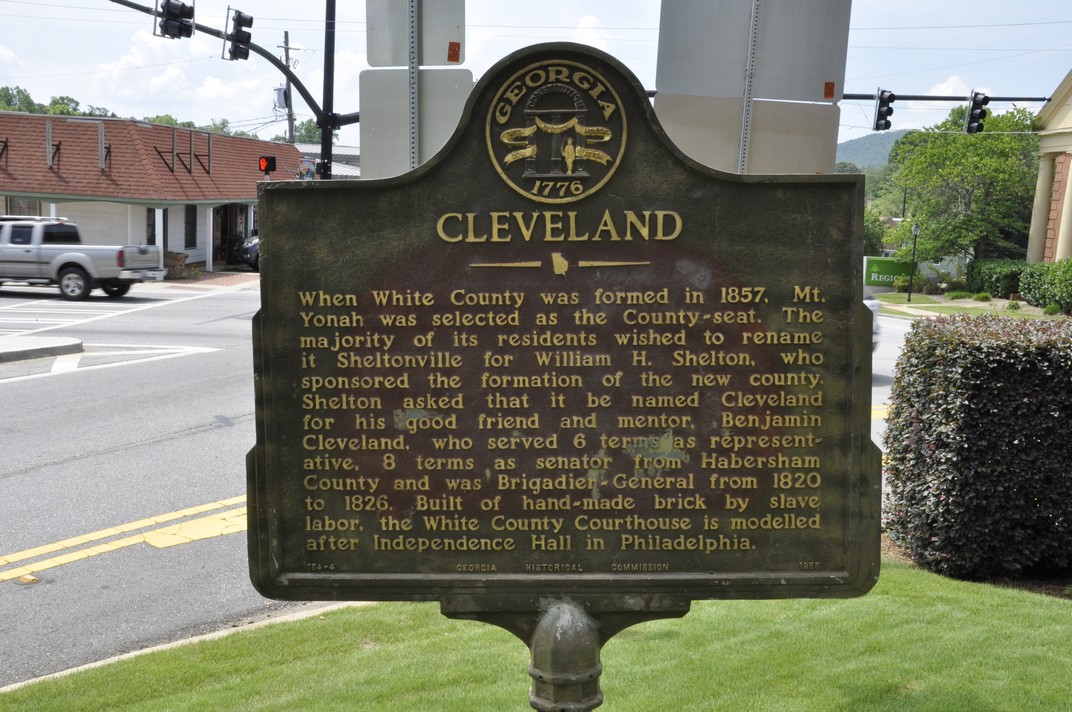 GEORGIA
CONSTITUTION
1776
CLEVELAND
When White County was formed in 1857, Mt.
Yonah was selected as the County-seat. The
majority of its residents wished to rename
it Sheltonville for William H. Shelton, who
sponsored the formation of the new county.
Shelton asked that it be named Cleveland
for his good friend and mentor, Benjamin
Cleveland, who served 6 terms as represent-
ative, 8 terms as senator from Habersham
County and was Brigadier-General from 1820
to 1826. Built of hand-made brick by slave
labor, the White County Courthouse is modelled
after Independence Hall in Philadelphia.
154-4 GEORGIA HISTORICAL COMMISSION 1955
REGIO